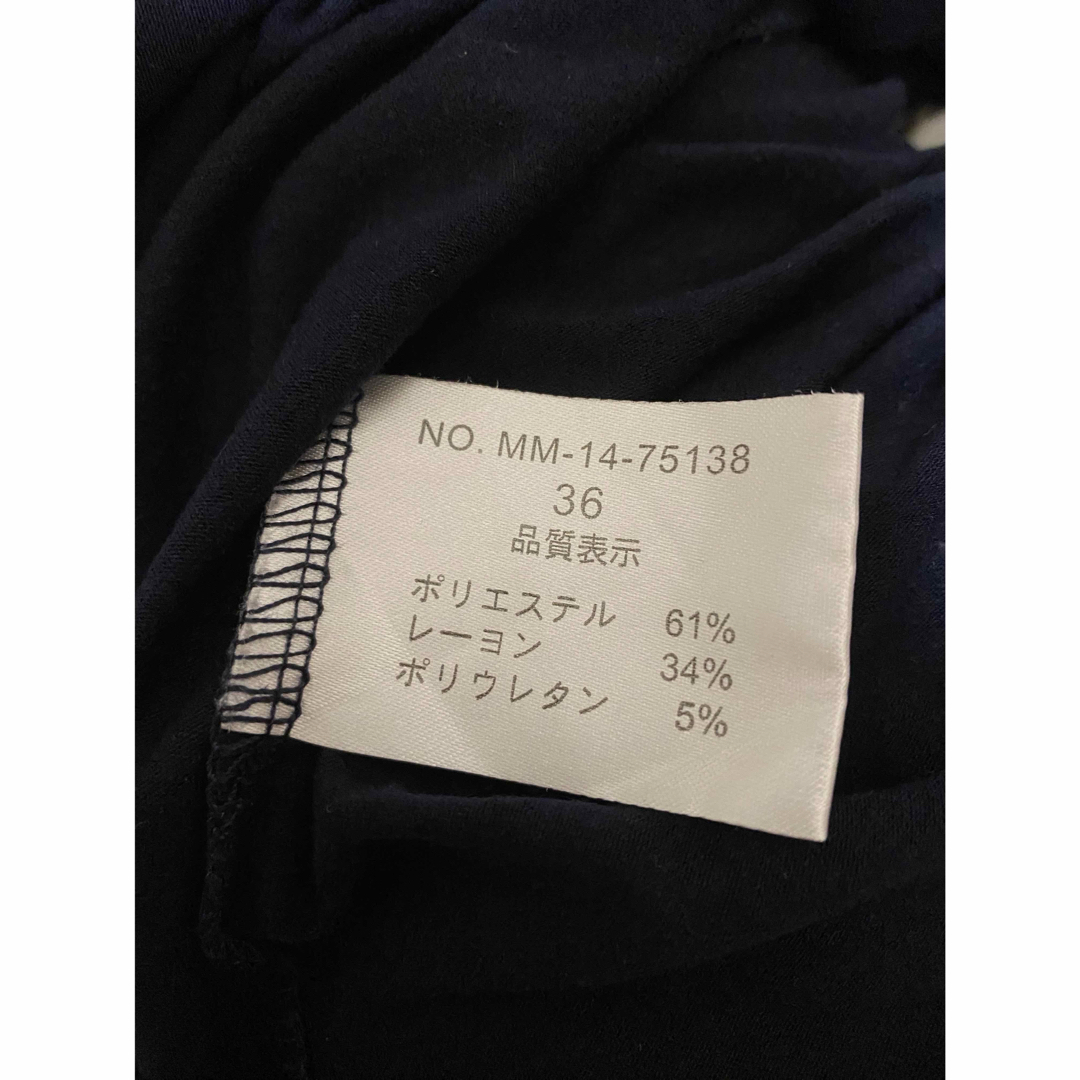 NO. MM-14-75138
36
品質表示
ポリエステル 61%
レーヨン 34%
ポリウレタン 5%